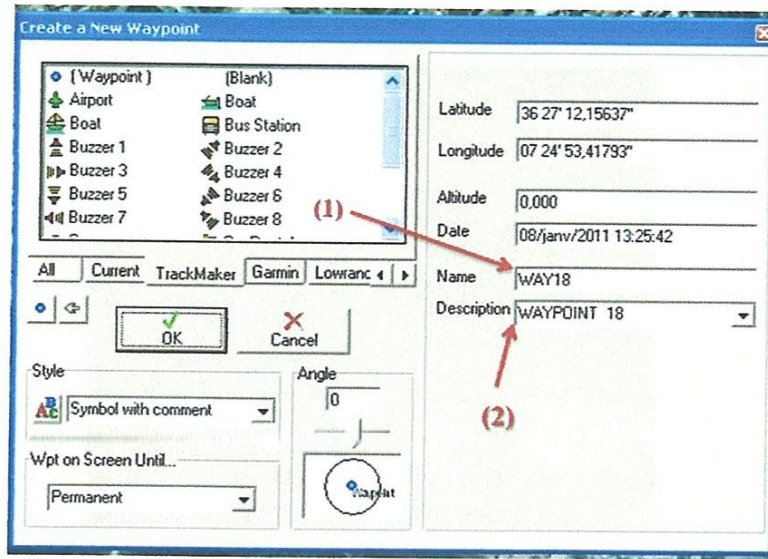 Create a New Waypoint
(Waypoint) (Blank)
Airport Boat
Boat Bus Station
Buzzer 1 Buzzer 2
Buzzer 3 Buzzer 4
Buzzer 5 Buzzer 6
Buzzer 7 Buzzer 8
All Current TrackMaker Garmin Lowranc
OK Cancel
Style
ABC Symbol with comment
Wpt on Screen Until...
Permanent
Angle
0
Waypoint
Latitude 36 27' 12,15637"
Longitude 07 24' 53,41793"
Altitude 0,000
Date 08/janv/2011 13:25:42
(1)
Name WAY18
Description WAYPOINT 18
(2)